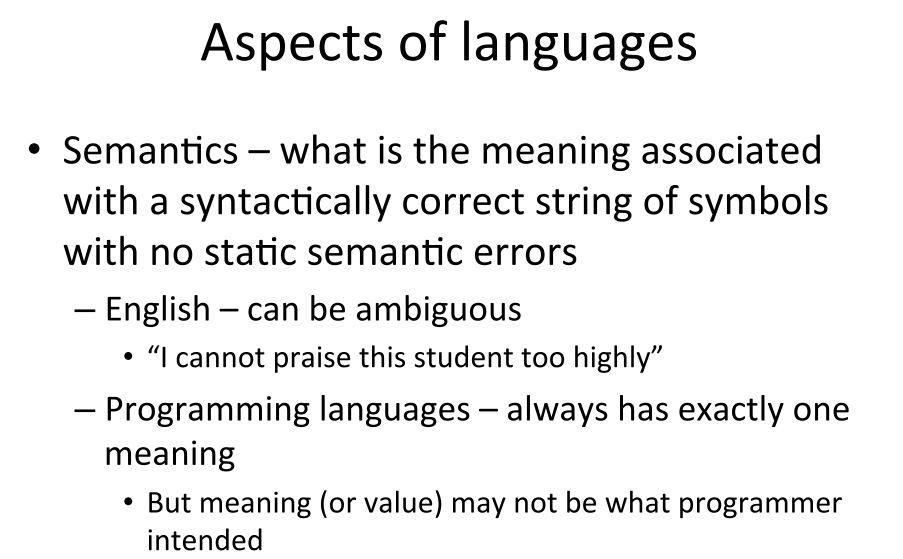 Aspects of languages
• Semantics – what is the meaning associated
with a syntactically correct string of symbols
with no static semantic errors
– English – can be ambiguous
• “I cannot praise this student too highly”
– Programming languages – always has exactly one
meaning
• But meaning (or value) may not be what programmer
intended